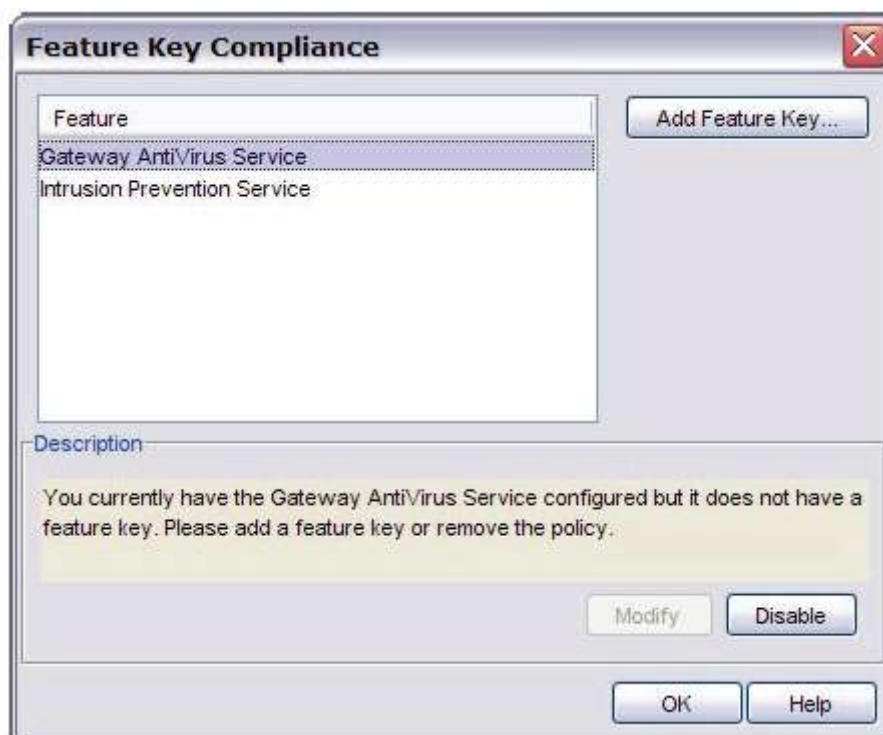 Feature Key Compliance
Feature
Add Feature Key...
Gateway AntiVirus Service
Intrusion Prevention Service
Description
You currently have the Gateway AntiVirus Service configured but it does not have a
feature key. Please add a feature key or remove the policy.
Modify
Disable
OK
Help